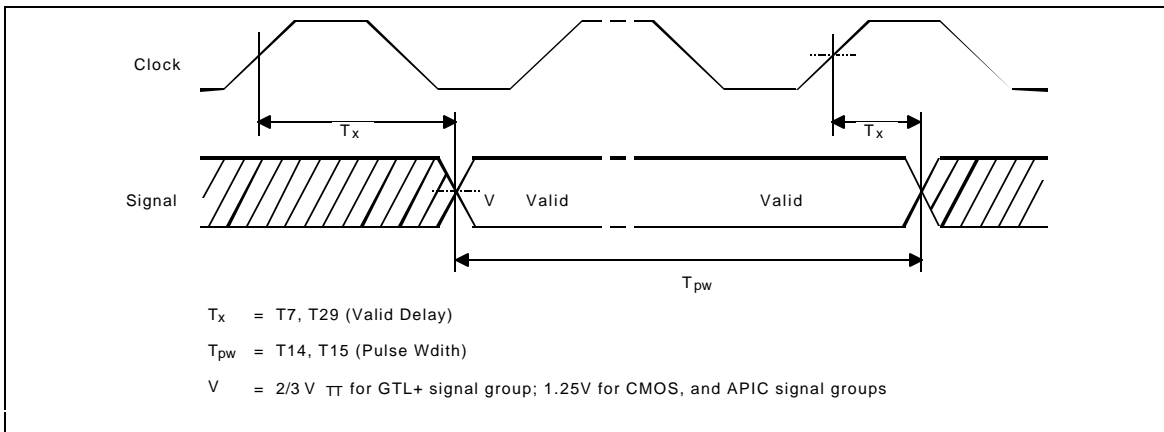 Clock
Tx
Tx
Signal
V Valid Valid
Tpw
Tx = T7, T29 (Valid Delay)
Tpw = T14, T15 (Pulse Wdith)
V = 2/3 V TT for GTL+ signal group; 1.25V for CMOS, and APIC signal groups